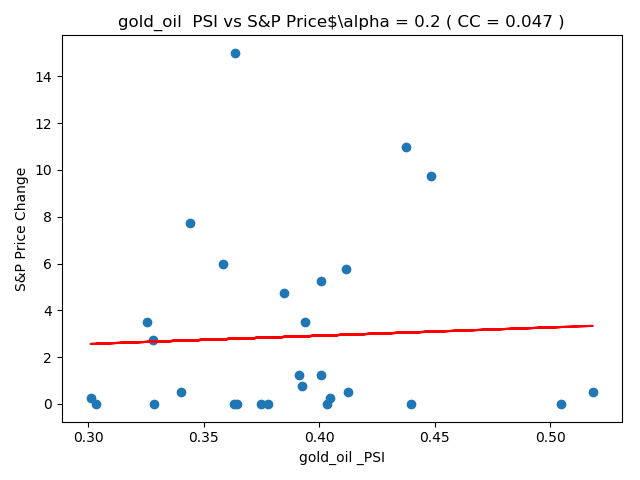 gold_oil  PSI vs S&P Price$\alpha = 0.2 ( CC = 0.047 )
14
12
10
8
6
4
2
0
S&P Price Change
0.30 0.35 0.40 0.45 0.50
gold_oil _PSI